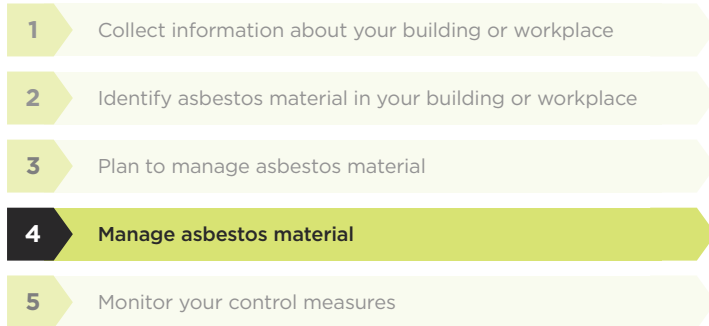 1 Collect information about your building or workplace
2 Identify asbestos material in your building or workplace
3 Plan to manage asbestos material
4 Manage asbestos material
5 Monitor your control measures